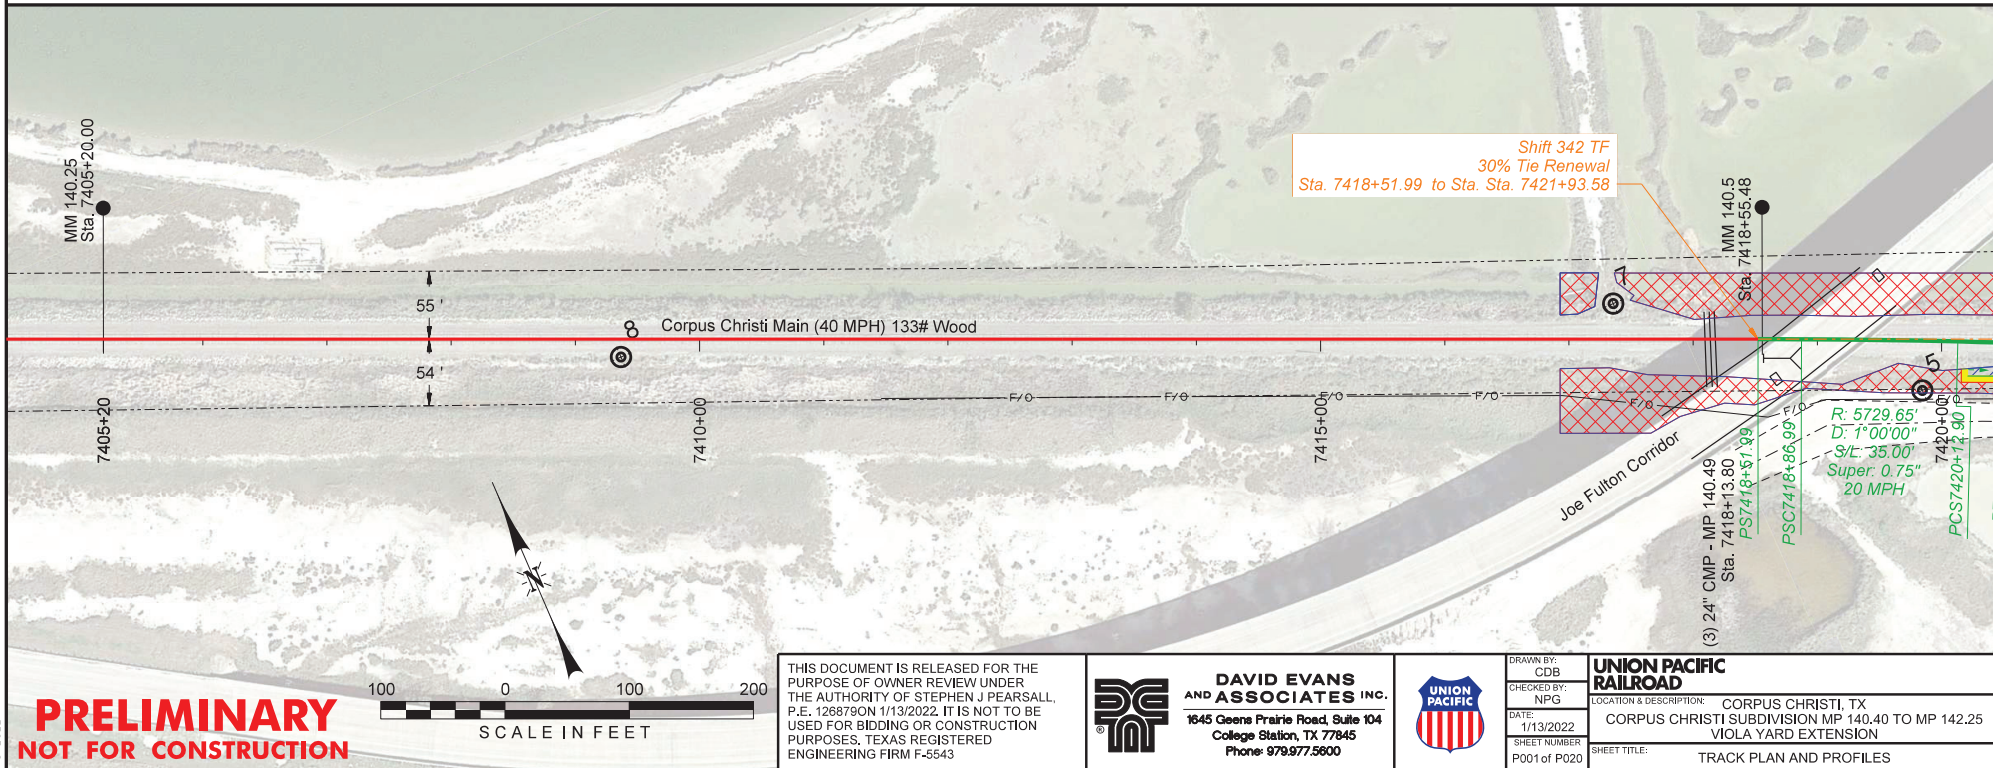 MM 140.25
Sta. 7405+20.00
55 '
54 '
7405+20
8
Corpus Christi Main (40 MPH) 133# Wood
7410+00
F/O
F/O
F/O
F/O
F/O
F/O
7415+00
Shift 342 TF
30% Tie Renewal
Sta. 7418+51.99 to Sta. Sta. 7421+93.58
MM 140.5
Sta. 7418+55.48
7
5
Joe Fulton Corridor
(3) 24" CMP - MP 140.49
Sta. 7418+13.80
PS7418+51.99
PSC7418+86.99
R: 5729.65'
D: 1°00'00"
S/L: 35.00'
Super: 0.75"
20 MPH
7420+00
PCS7420+12.90
N
PRELIMINARY
NOT FOR CONSTRUCTION
100 0 100 200
SCALE IN FEET
THIS DOCUMENT IS RELEASED FOR THE
PURPOSE OF OWNER REVIEW UNDER
THE AUTHORITY OF STEPHEN J PEARSALL,
P.E. 126879ON 1/13/2022. IT IS NOT TO BE
USED FOR BIDDING OR CONSTRUCTION
PURPOSES. TEXAS REGISTERED
ENGINEERING FIRM F-5543
®
DAVID EVANS
AND ASSOCIATES INC.
1645 Geens Prairie Road, Suite 104
College Station, TX 77845
Phone: 979.977.5600
UNION
PACIFIC
DRAWN BY:
CDB
CHECKED BY:
NPG
DATE:
1/13/2022
SHEET NUMBER
P001 of P020
UNION PACIFIC
RAILROAD
LOCATION & DESCRIPTION: CORPUS CHRISTI, TX
CORPUS CHRISTI SUBDIVISION MP 140.40 TO MP 142.25
VIOLA YARD EXTENSION
SHEET TITLE:
TRACK PLAN AND PROFILES